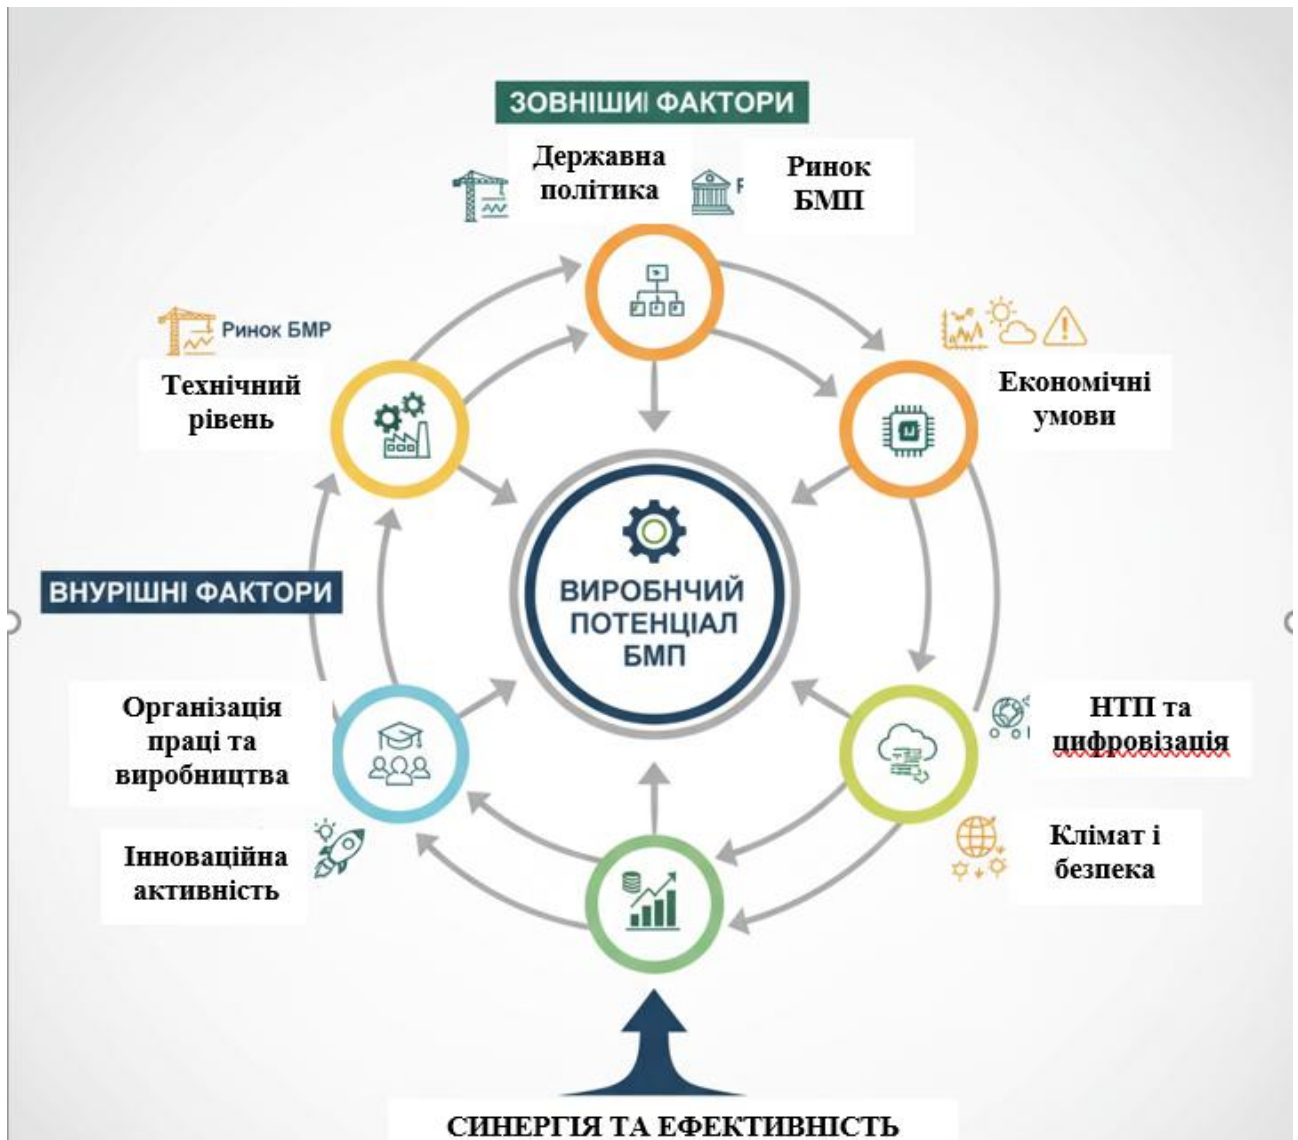 ЗОВНІШИІ ФАКТОРИ
Державна
політика
Ринок
БМП
Ринок БМР
Технічний
рівень
Економічні
умови
ВИРОБНЧИЙ
ПОТЕНЦІАЛ
БМП
ВНУРІШНІ ФАКТОРИ
Організація
праці та
виробництва
НТП та
цифровізація
Інноваційна
активність
Клімат і
безпека
СИНЕРГІЯ ТА ЕФЕКТИВНІСТЬ